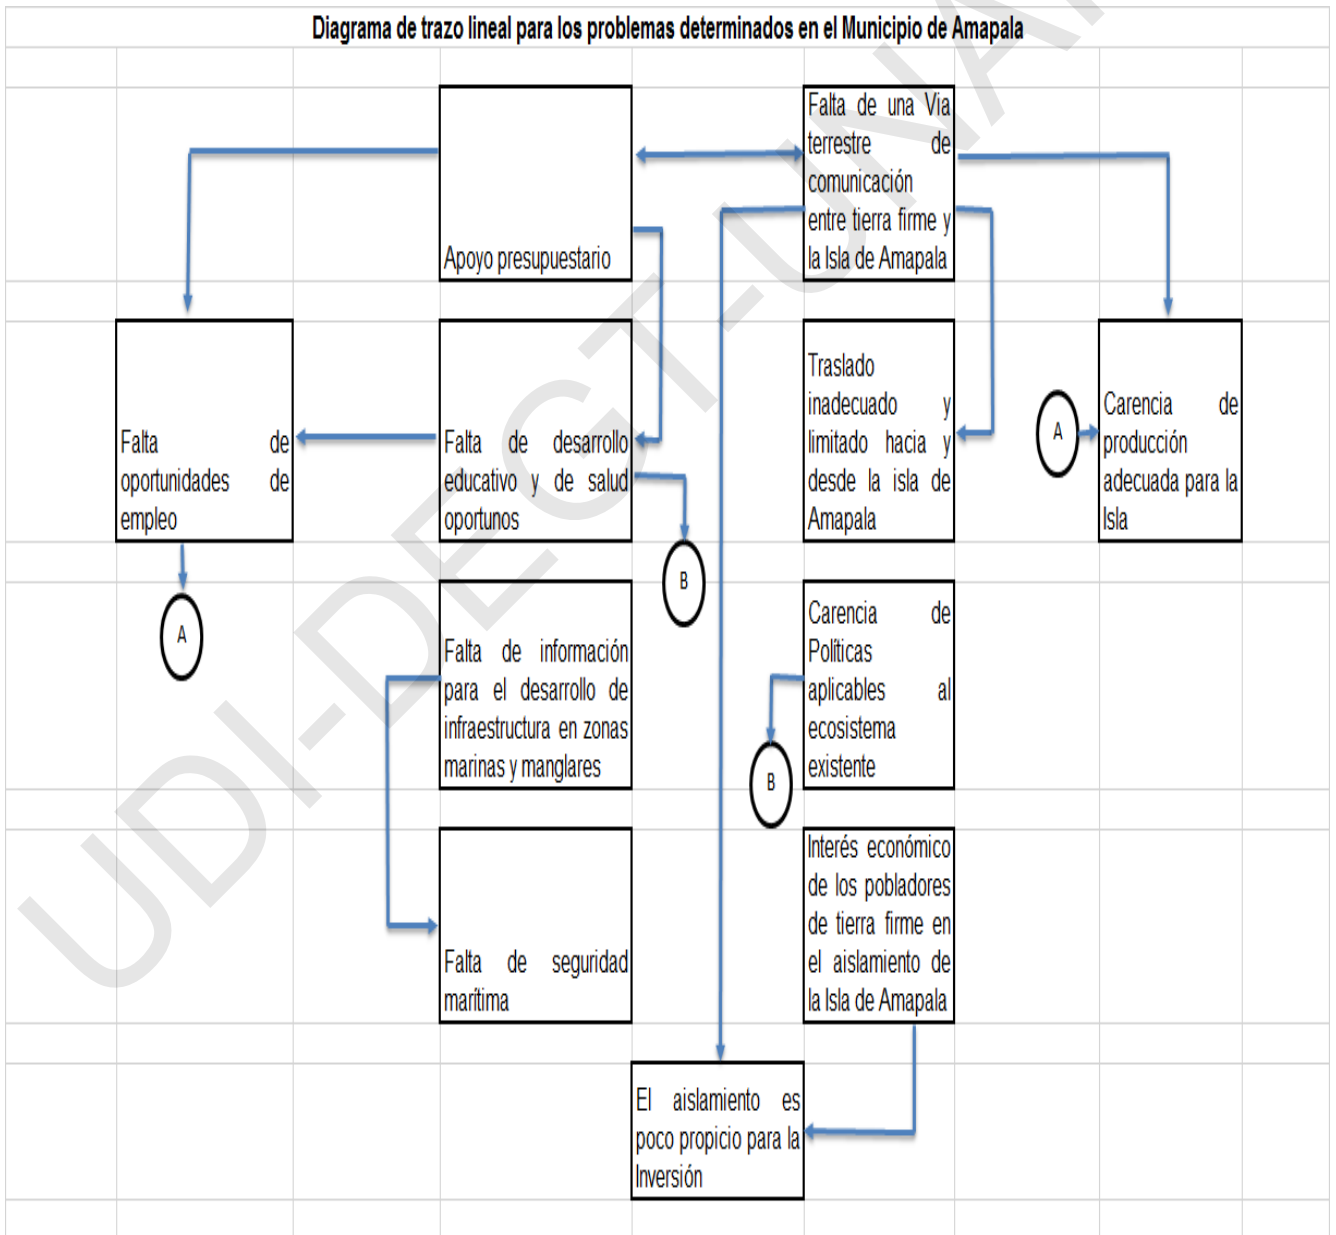 Diagrama de trazo lineal para los problemas determinados en el Municipio de Amapala
Apoyo presupuestario
Falta de una Via
terrestre de
comunicación
entre tierra firme y
la Isla de Amapala
Falta de
oportunidades de
empleo
Falta de desarrollo
educativo y de salud
oportunos
Traslado
inadecuado y
limitado hacia y
desde la isla de
Amapala
A
Carencia de
producción
adecuada para la
Isla
A
B
Falta de información
para el desarrollo de
infraestructura en zonas
marinas y manglares
Carencia de
Políticas
aplicables al
ecosistema
existente
B
Falta de seguridad
marítima
Interés económico
de los pobladores
de tierra firme en
el aislamiento de
la Isla de Amapala
El aislamiento es
poco propicio para la
Inversión
UDI-DEGT-UNA